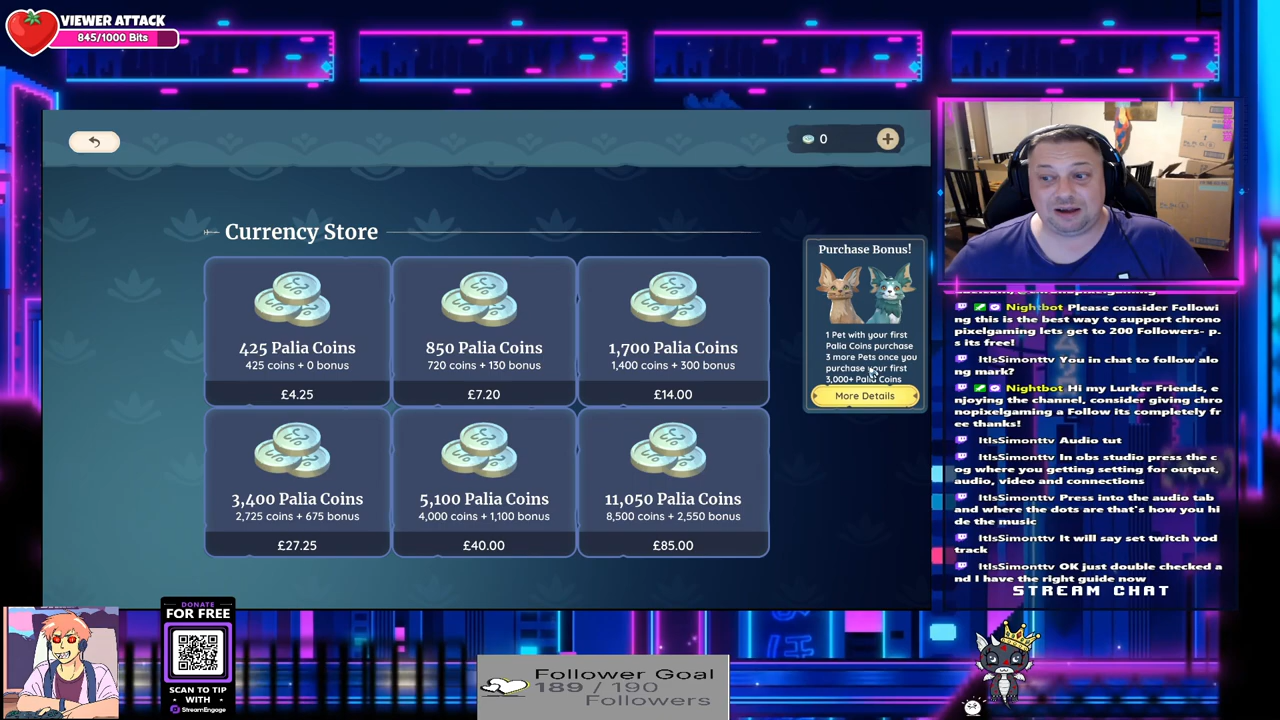 VIEWER ATTACK
845/1000 Bits
0
Currency Store
425 Palia Coins
425 coins + 0 bonus
£4.25
850 Palia Coins
720 coins + 130 bonus
£7.20
1,700 Palia Coins
1,400 coins + 300 bonus
£14.00
3,400 Palia Coins
2,725 coins + 675 bonus
£27.25
5,100 Palia Coins
4,000 coins + 1,100 bonus
£40.00
11,050 Palia Coins
8,500 coins + 2,550 bonus
£85.00
Purchase Bonus!
1 Pet with your first
Palia Coins purchase
3 more Pets once you
purchase your first
3,000+ Palia Coins
More Details
Nightbot Please consider Followi
ng this is the best way to support chrono
pixelgaming lets get to 200 Followers- p.
s its free!
ItIsSimonttv You in chat to follow alo
ng mark?
Nightbot Hi my Lurker Friends, e
njoying the channel, consider giving chro
nopixelgaming a Follow its completely fr
ee thanks!
ItIsSimonttv Audio tut
ItIsSimonttv In obs studio press the c
og where you getting setting for output,
audio, video and connections
ItIsSimonttv Press into the audio tab
and where the dots are that's how you hi
de the music
ItIsSimonttv It will say set twitch vod
track
ItIsSimonttv OK just double checked a
nd I have the right guide now
STREAM CHAT
DONATE
FOR FREE
SCAN TO TIP
- WITH -
StreamEngage
Follower Goal
189 / 190
Followers